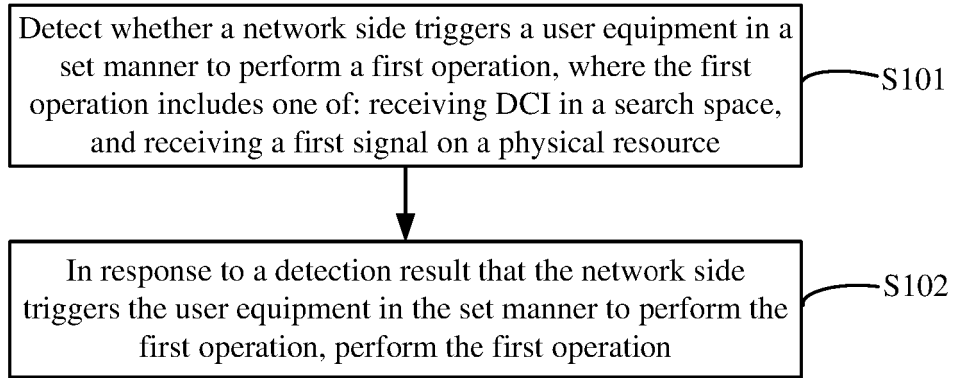 Detect whether a network side triggers a user equipment in a
set manner to perform a first operation, where the first
operation includes one of: receiving DCI in a search space,
and receiving a first signal on a physical resource
S101
In response to a detection result that the network side
triggers the user equipment in the set manner to perform the
first operation, perform the first operation
S102